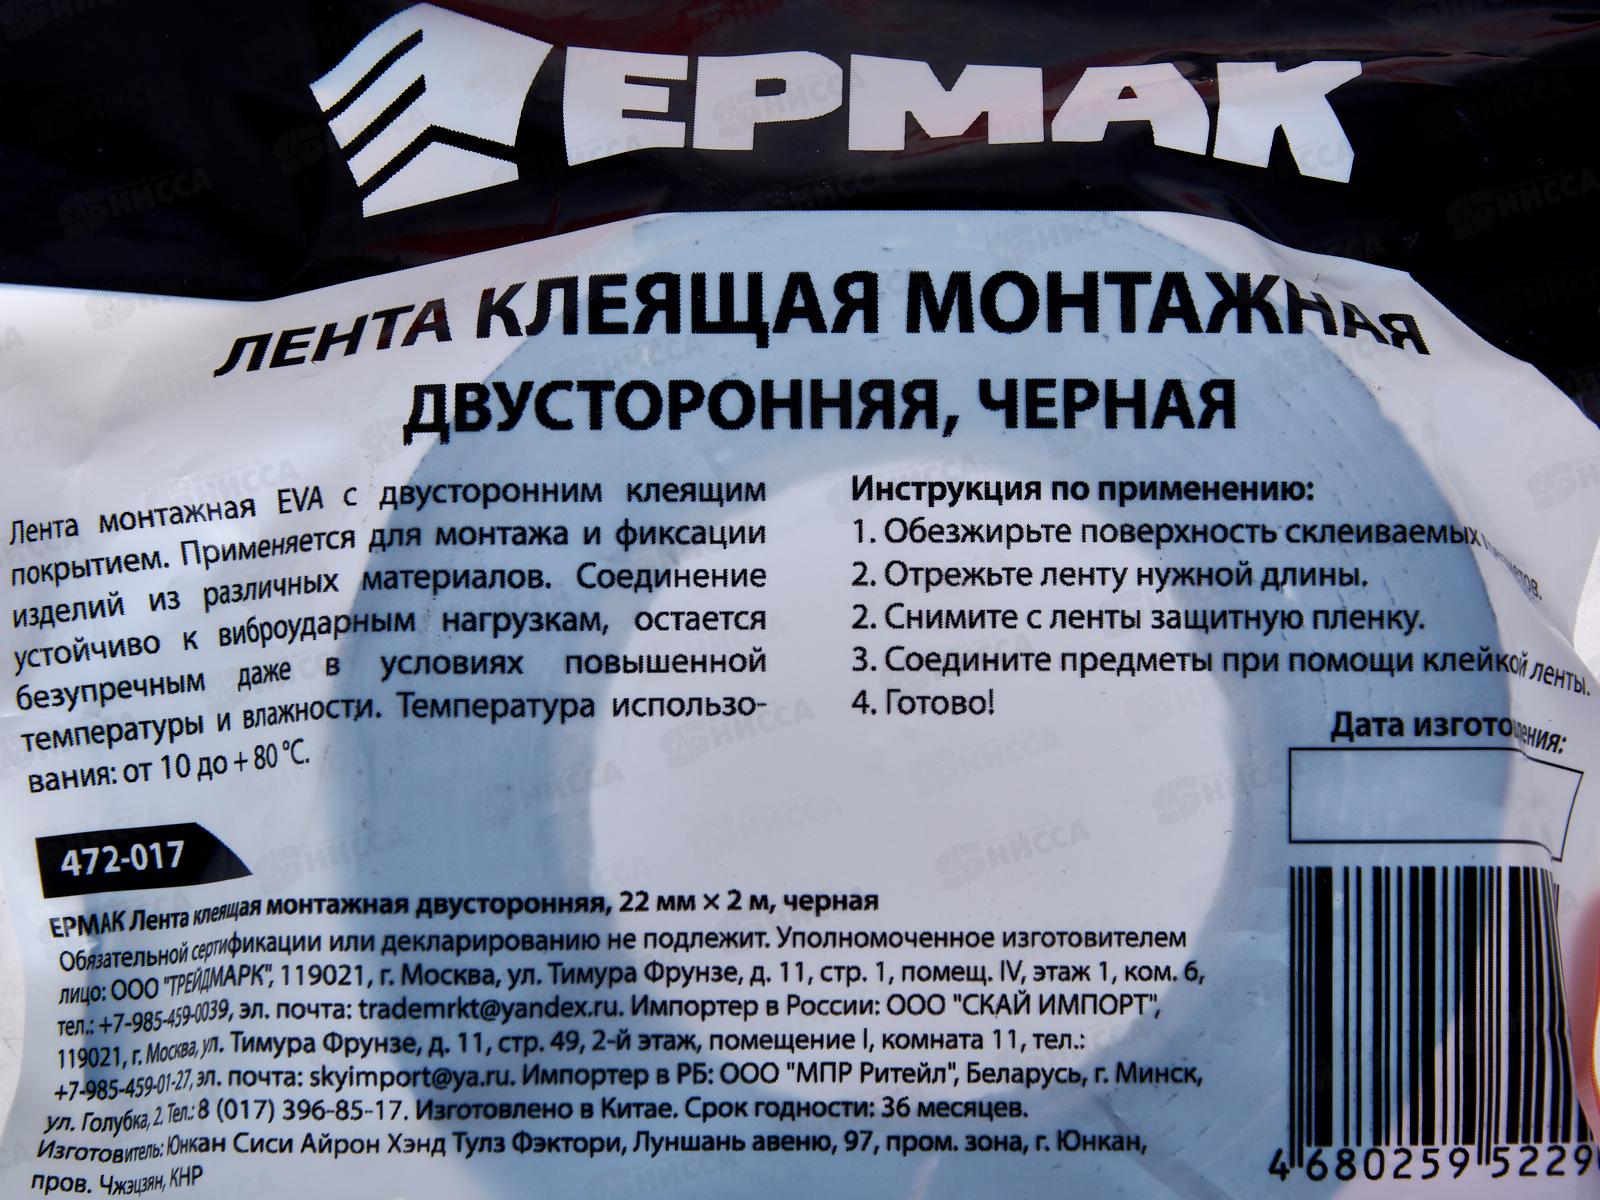 ЕРМАК
ЛЕНТА КЛЕЯЩАЯ МОНТАЖНАЯ
ДВУСТОРОННЯЯ, ЧЕРНАЯ
Лента монтажная EVA с двусторонним клеящим
покрытием. Применяется для монтажа и фиксации
изделий из различных материалов. Соединение
устойчиво к виброударным нагрузкам, остается
безупречным даже в условиях повышенной
температуры и влажности. Температура использо-
вания: от 10 до + 80 °С.
Инструкция по применению:
1. Обезжирьте поверхность склеиваемых
2. Отрежьте ленту нужной длины.
2. Снимите с ленты защитную пленку.
3. Соедините предметы при помощи клейкой ленты.
4. Готово!
Дата изготовления:
472-017
ЕРМАК Лента клеящая монтажная двусторонняя, 22 мм × 2 м, черная
Обязательной сертификации или декларированию не подлежит. Уполномоченное изготовителем
лицо: ООО "ТРЕЙДМАРК", 119021, г. Москва, ул. Тимура Фрунзе, д. 11, стр. 1, помещ. IV, этаж 1, ком. 6,
тел.: +7-985-459-0039, эл. почта: trademrkt@yandex.ru. Импортер в России: ООО "СКАЙ ИМПОРТ",
119021, г. Москва, ул. Тимура Фрунзе, д. 11, стр. 49, 2-й этаж, помещение I, комната 11, тел.:
+7-985-459-01-27, эл. почта: skyimport@ya.ru. Импортер в РБ: ООО "МПР Ритейл", Беларусь, г. Минск,
ул. Голубка, 2. Тел.: 8 (017) 396-85-17. Изготовлено в Китае. Срок годности: 36 месяцев.
Изготовитель: Юнкан Сиси Айрон Хэнд Тулз Фэктори, Луншань авеню, 97, пром. зона, г. Юнкан,
пров. Чжэцзян, КНР
4 680259 5229